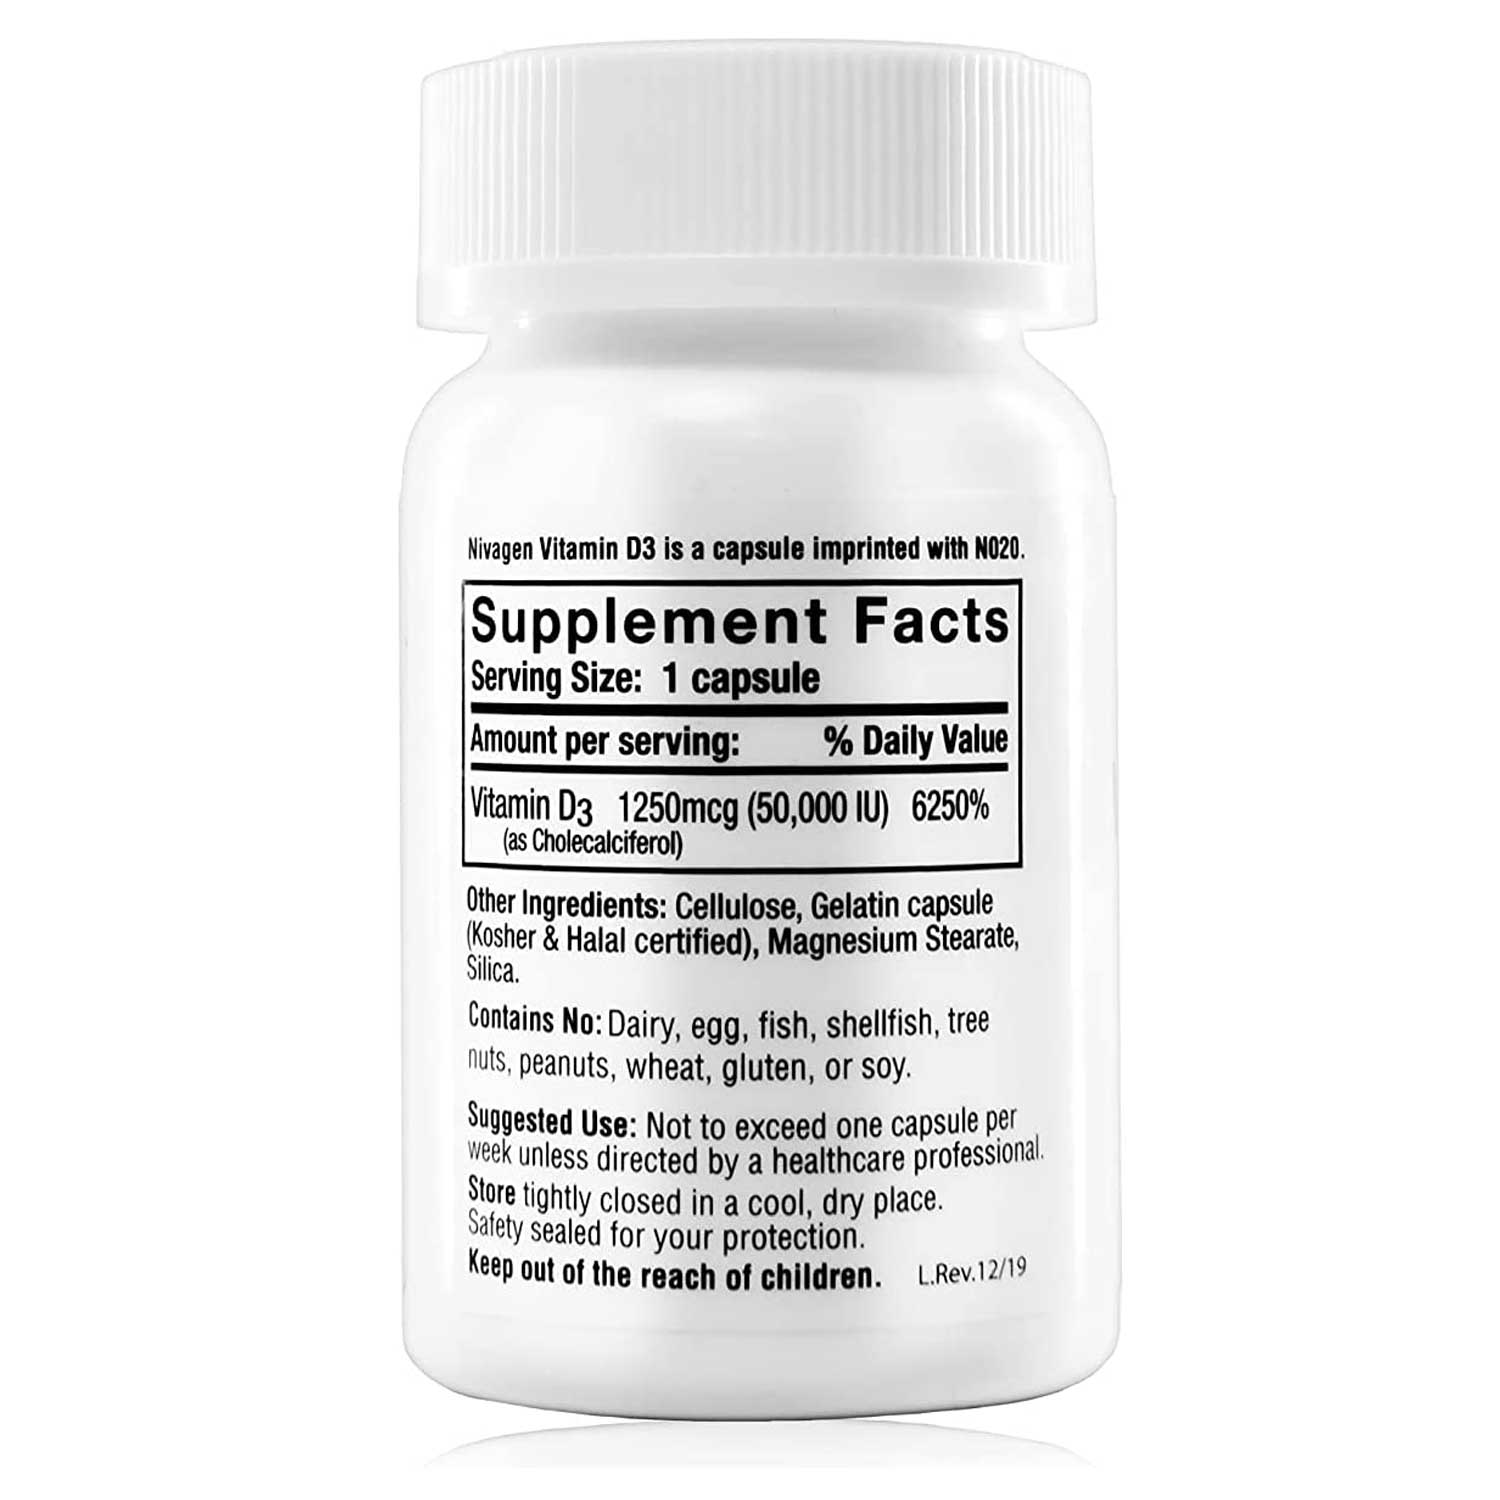 Nivagen Vitamin D3 is a capsule imprinted with N020.
Supplement Facts
Serving Size: 1 capsule
Amount per serving: % Daily Value
Vitamin D3 1250mcg (50,000 IU) 6250%
(as Cholecalciferol)
Other Ingredients: Cellulose, Gelatin capsule
(Kosher & Halal certified), Magnesium Stearate,
Silica.
Contains No: Dairy, egg, fish, shellfish, tree
nuts, peanuts, wheat, gluten, or soy.
Suggested Use: Not to exceed one capsule per
week unless directed by a healthcare professional.
Store tightly closed in a cool, dry place.
Safety sealed for your protection.
Keep out of the reach of children. L.Rev.12/19